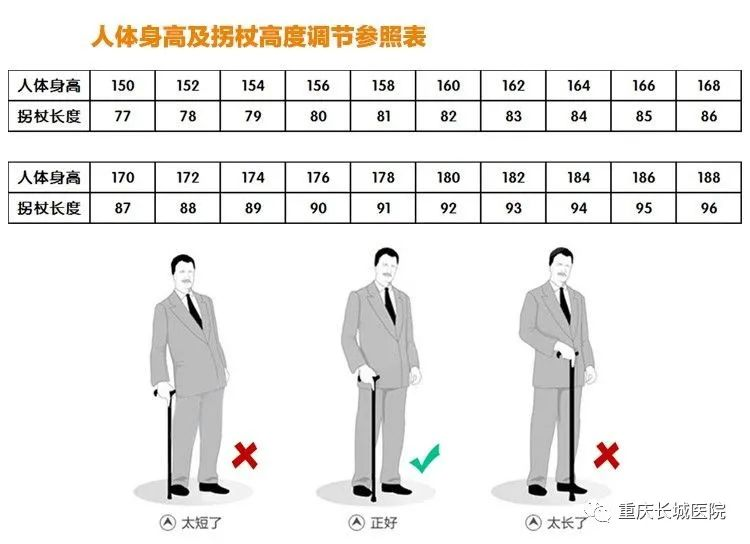 人体身高及拐杖高度调节参照表
人体身高 150 152 154 156 158 160 162 164 166 168
拐杖长度 77 78 79 80 81 82 83 84 85 86
人体身高 170 172 174 176 178 180 182 184 186 188
拐杖长度 87 88 89 90 91 92 93 94 95 96
太短了 正好 太长了
重庆长城医院